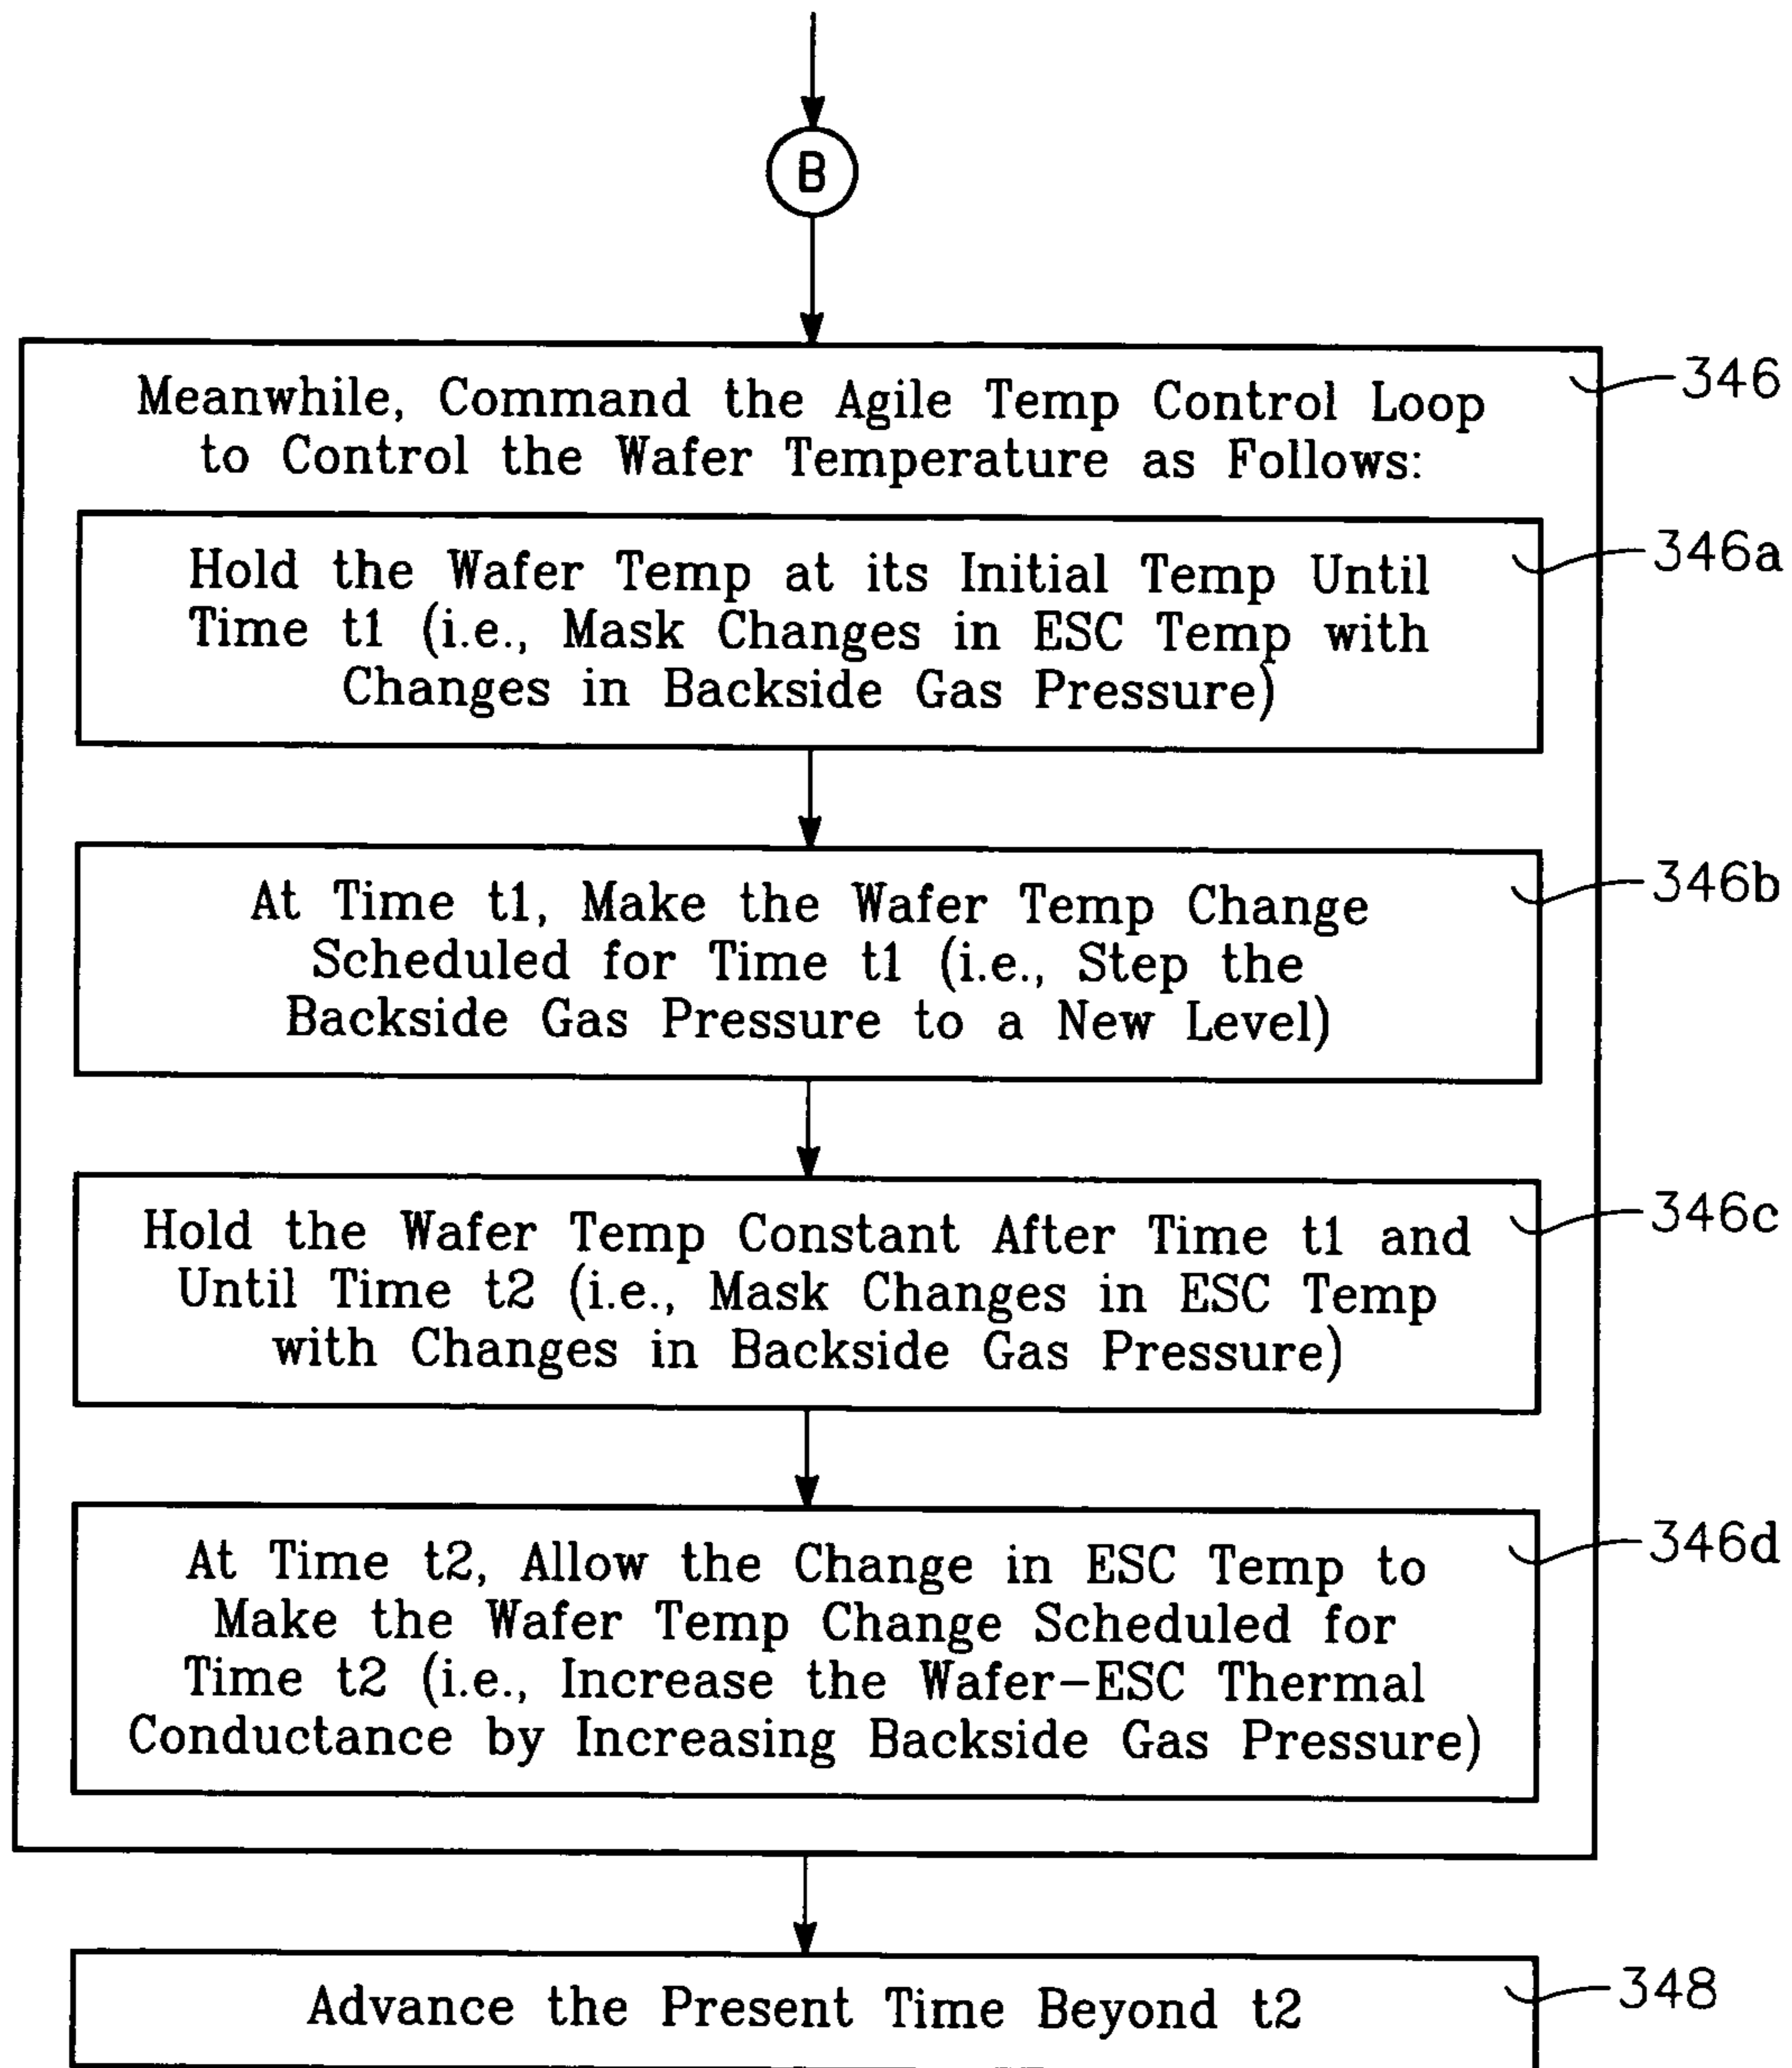 B
Meanwhile, Command the Agile Temp Control Loop
to Control the Wafer Temperature as Follows:
346
Hold the Wafer Temp at its Initial Temp Until
Time t1 (i.e., Mask Changes in ESC Temp with
Changes in Backside Gas Pressure)
346a
At Time t1, Make the Wafer Temp Change
Scheduled for Time t1 (i.e., Step the
Backside Gas Pressure to a New Level)
346b
Hold the Wafer Temp Constant After Time t1 and
Until Time t2 (i.e., Mask Changes in ESC Temp
with Changes in Backside Gas Pressure)
346c
At Time t2, Allow the Change in ESC Temp to
Make the Wafer Temp Change Scheduled for
Time t2 (i.e., Increase the Wafer-ESC Thermal
Conductance by Increasing Backside Gas Pressure)
346d
Advance the Present Time Beyond t2
348